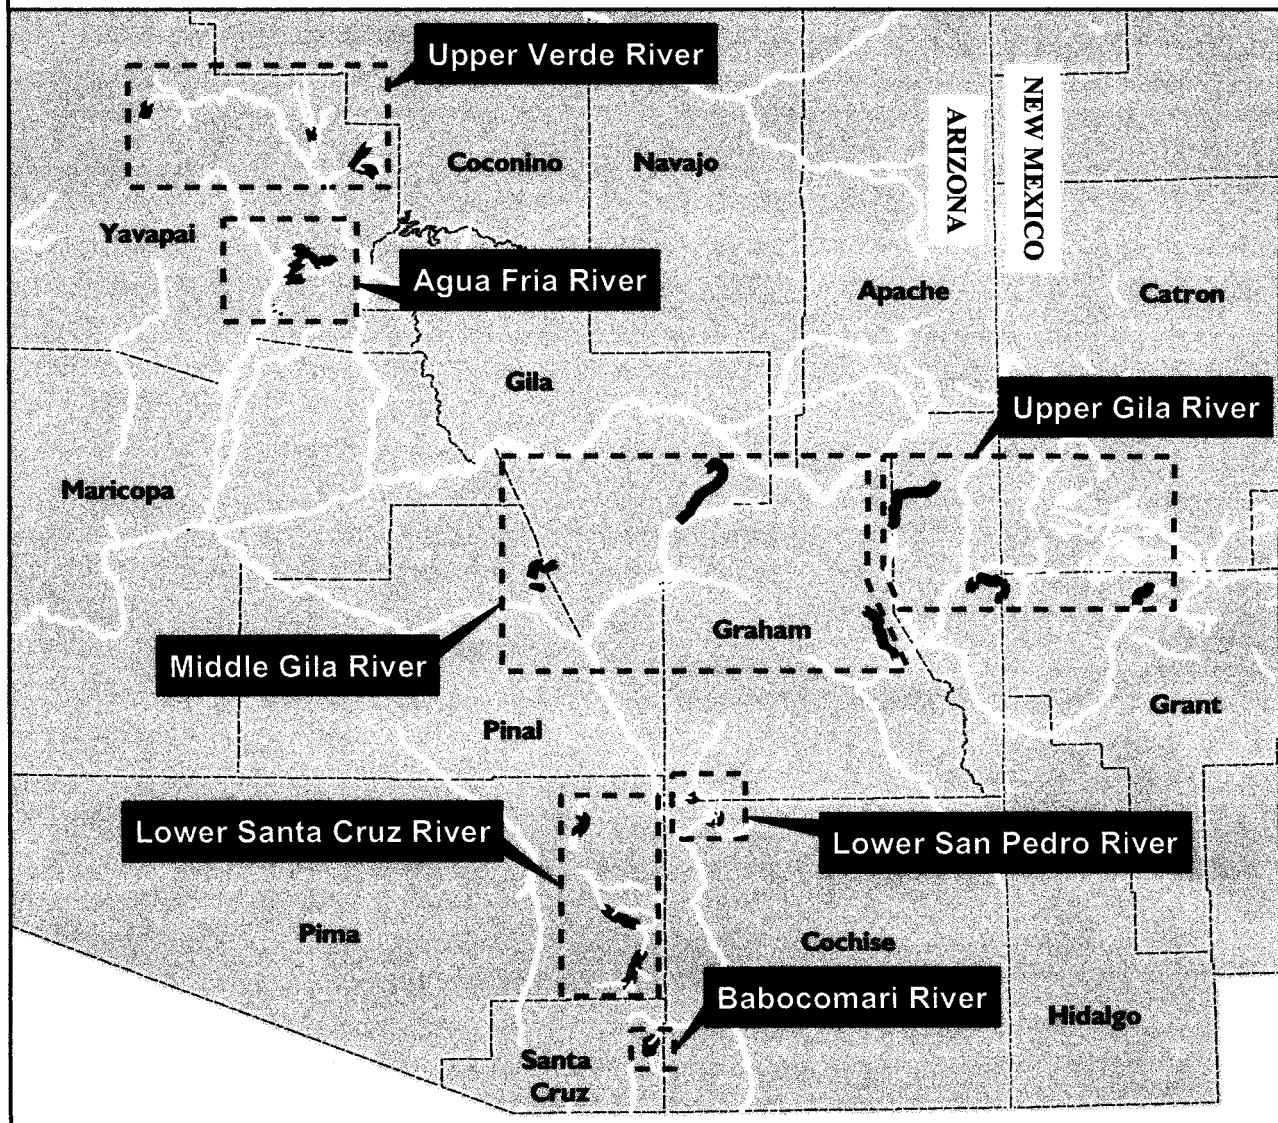 Upper Verde River
NEW MEXICO
ARIZONA
Coconino
Navajo
Yavapai
Agua Fria River
Apache
Catron
Gila
Upper Gila River
Maricopa
Graham
Middle Gila River
Grant
Pinal
Lower Santa Cruz River
Lower San Pedro River
Pima
Cochise
Babocomari River
Hidalgo
Santa
Cruz